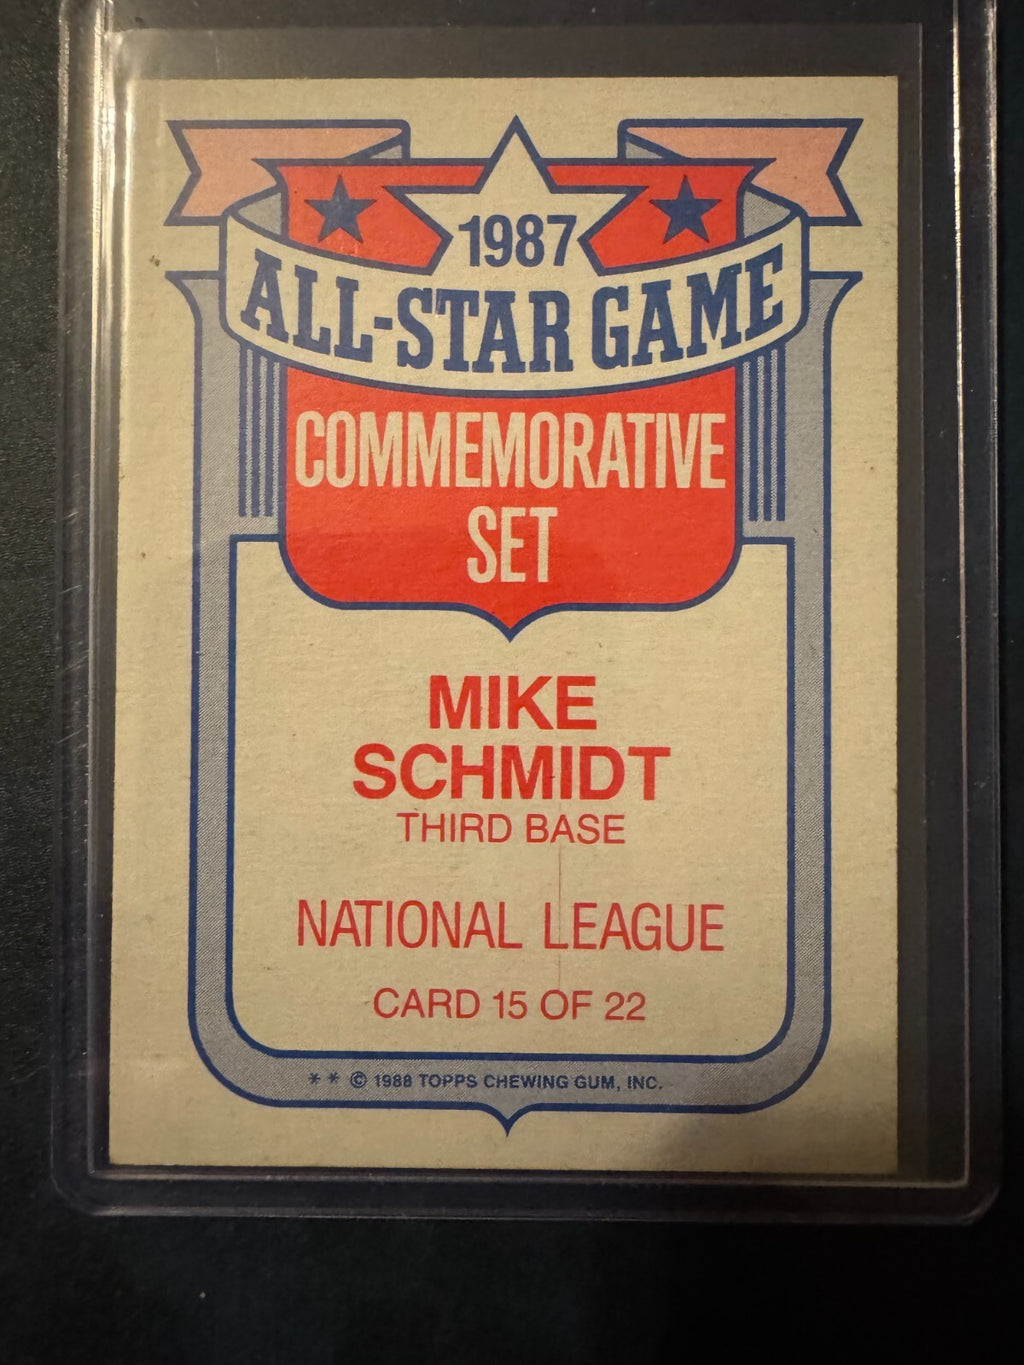 1987
ALL-STAR GAME
COMMEMORATIVE
SET
MIKE
SCHMIDT
THIRD BASE
NATIONAL LEAGUE
CARD 15 OF 22
** © 1988 TOPPS CHEWING GUM, INC.